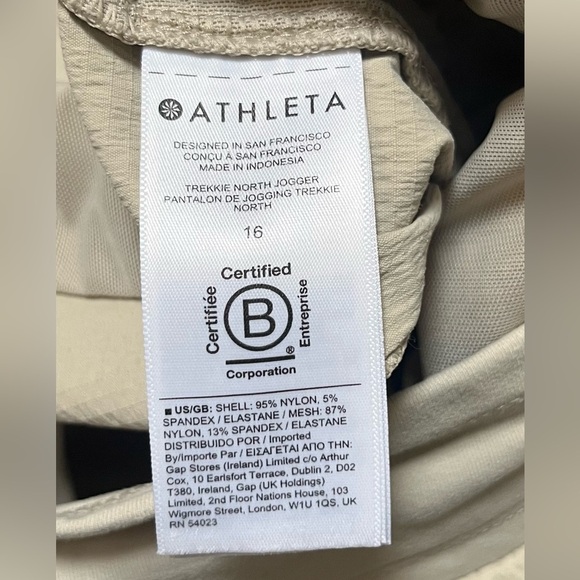 ATHLETA
DESIGNED IN SAN FRANCISCO
CONÇU À SAN FRANCISCO
MADE IN INDONESIA
TREKKIE NORTH JOGGER
PANTALON DE JOGGING TREKKIE
NORTH
16
Certified
Certifiée
B
®
Entreprise
Corporation
■ US/GB: SHELL: 95% NYLON, 5%
SPANDEX / ELASTANE / MESH: 87%
NYLON, 13% SPANDEX / ELASTANE
DISTRIBUIDO POR / Imported
By/Importe Par / ΕΙΣΑΓΕΤΑΙ ΑΠΟ ΤΗΝ:
Gap Stores (Ireland) Limited c/o Arthur
Cox, 10 Earlsfort Terrace, Dublin 2, D02
T380, Ireland, Gap (UK Holdings)
Limited, 2nd Floor Nations House, 103
Wigmore Street, London, W1U 1QS, UK
RN 54023